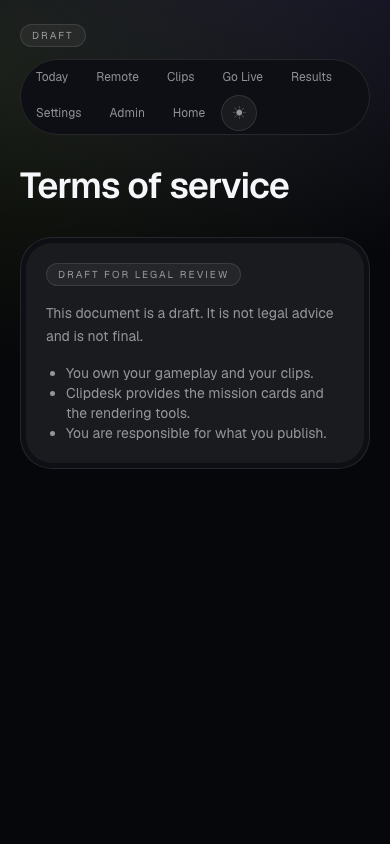 DRAFT
Today Remote Clips Go Live Results
Settings Admin Home
Terms of service
DRAFT FOR LEGAL REVIEW
This document is a draft. It is not legal advice
and is not final.
• You own your gameplay and your clips.
• Clipdesk provides the mission cards and
the rendering tools.
• You are responsible for what you publish.